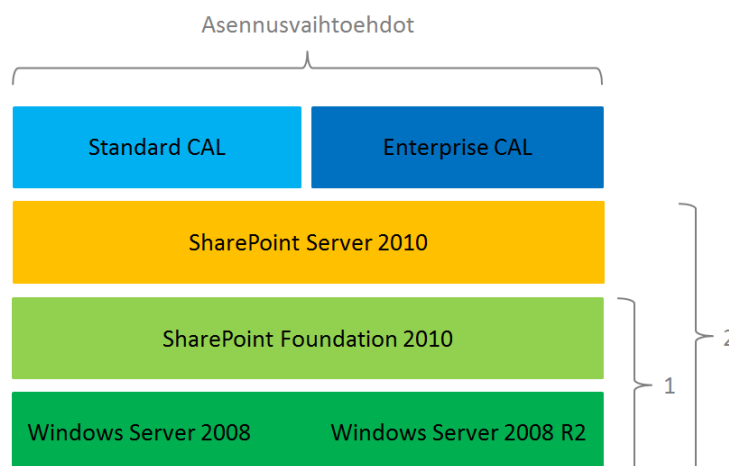 Asennusvaihtoehdot
Standard CAL
Enterprise CAL
SharePoint Server 2010
SharePoint Foundation 2010
2
1
Windows Server 2008
Windows Server 2008 R2